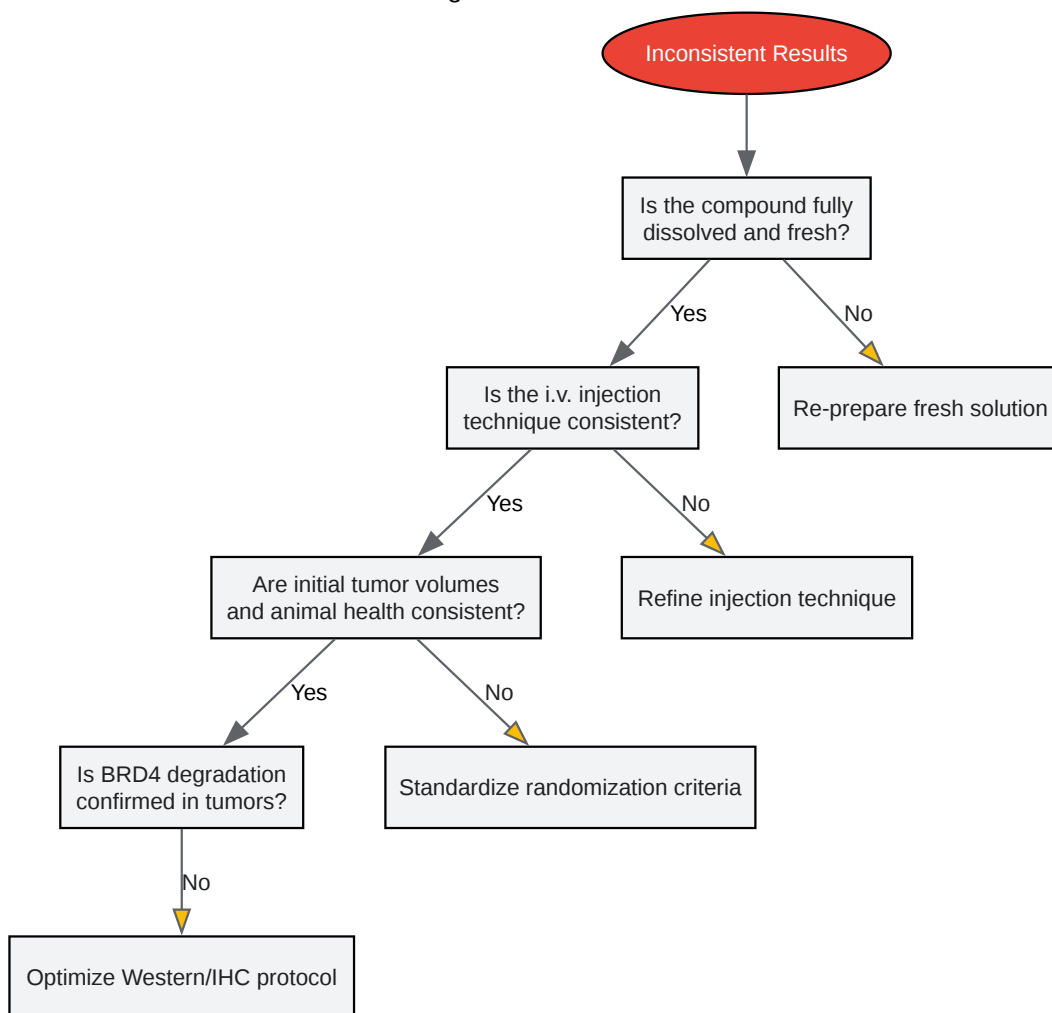 Inconsistent Results
Is the compound fully
dissolved and fresh?
Yes
No
Is the i.v. injection
technique consistent?
Re-prepare fresh solution
Yes
No
Are initial tumor volumes
and animal health consistent?
Refine injection technique
Yes
No
Is BRD4 degradation
confirmed in tumors?
Standardize randomization criteria
No
Optimize Western/IHC protocol